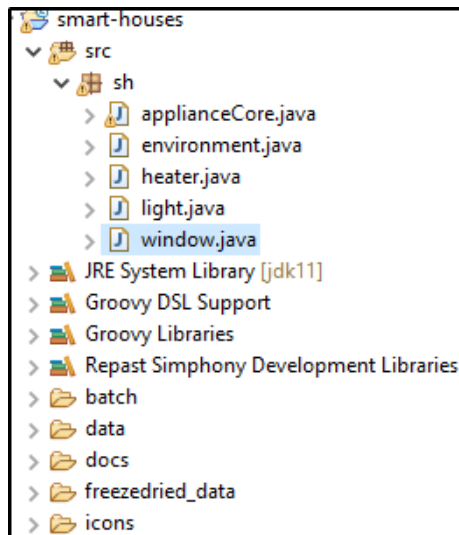 smart-houses
src
sh
applianceCore.java
environment.java
heater.java
light.java
window.java
JRE System Library [jdk11]
Groovy DSL Support
Groovy Libraries
Repast Simphony Development Libraries
batch
data
docs
freezedried_data
icons